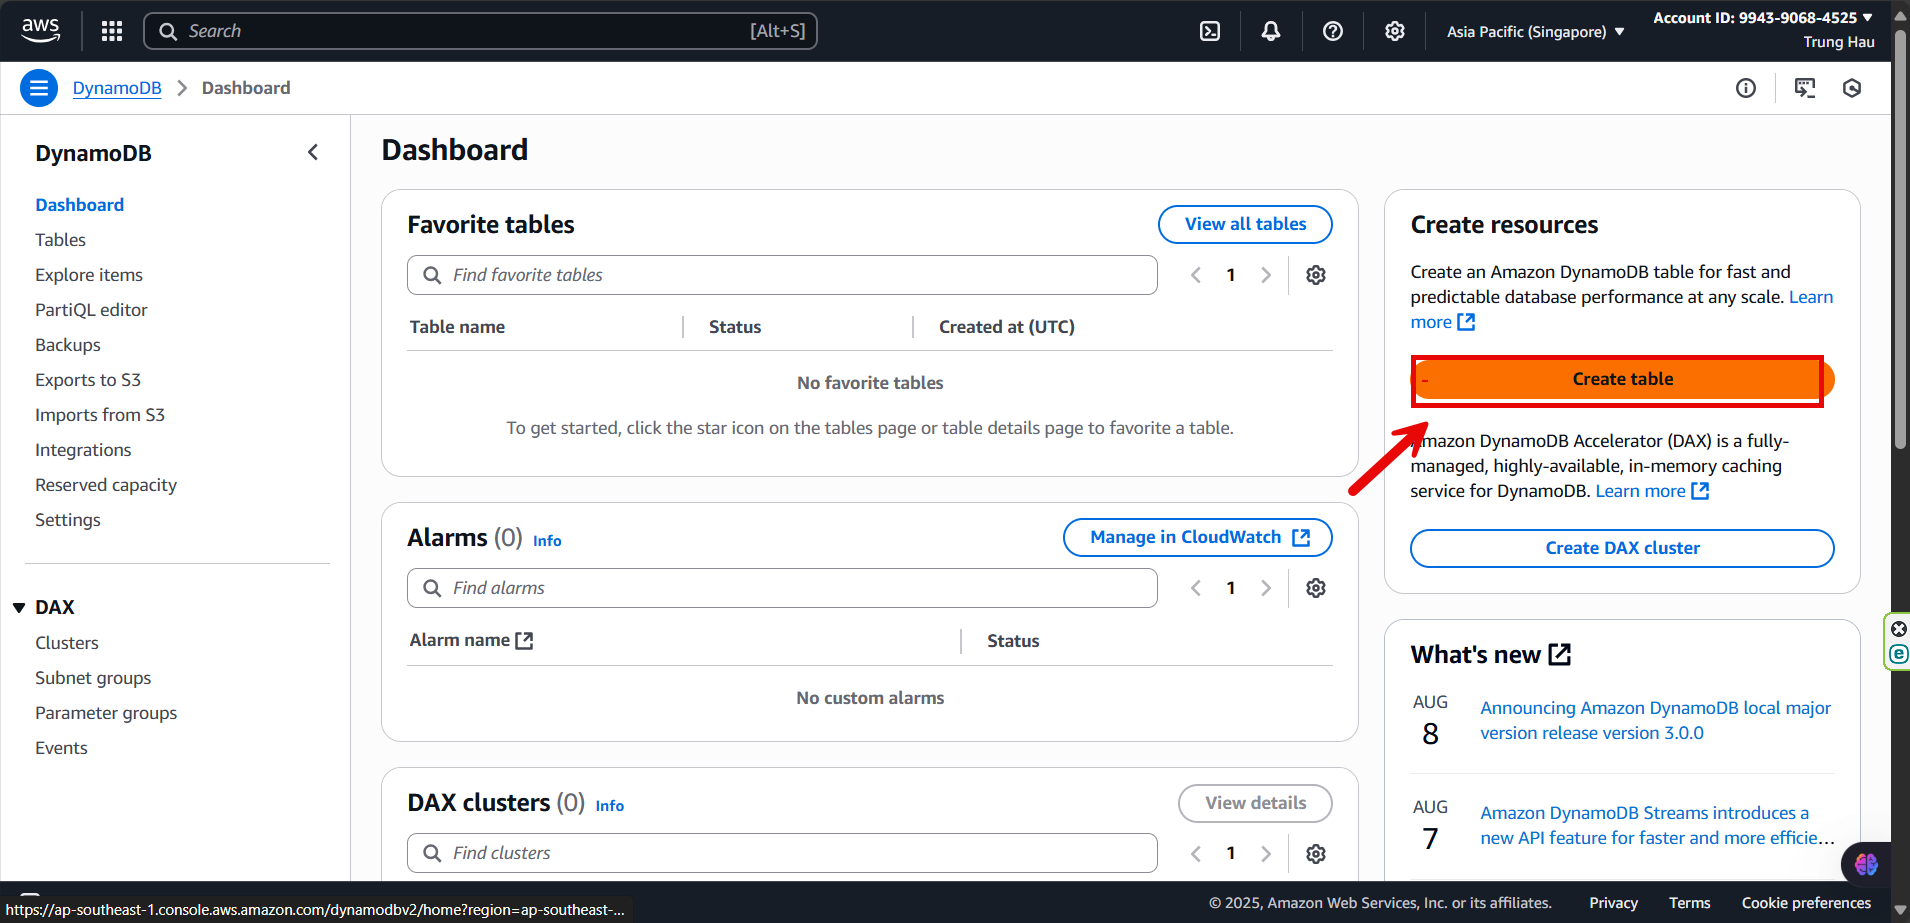 aws
Search
[Alt+S]
Asia Pacific (Singapore)
Account ID: 9943-9068-4525
Trung Hau
DynamoDB
Dashboard
DynamoDB
Dashboard
Tables
Explore items
PartiQL editor
Backups
Exports to S3
Imports from S3
Integrations
Reserved capacity
Settings
DAX
Clusters
Subnet groups
Parameter groups
Events
Dashboard
Favorite tables
View all tables
Find favorite tables
1
Table name
Status
Created at (UTC)
No favorite tables
To get started, click the star icon on the tables page or table details page to favorite a table.
Alarms (0) Info
Manage in CloudWatch
Find alarms
1
Alarm name
Status
No custom alarms
DAX clusters (0) Info
View details
Find clusters
1
Create resources
Create an Amazon DynamoDB table for fast and
predictable database performance at any scale. Learn
more
Create table
Amazon DynamoDB Accelerator (DAX) is a fully-
managed, highly-available, in-memory caching
service for DynamoDB. Learn more
Create DAX cluster
What's new
AUG
8
Announcing Amazon DynamoDB local major
version release version 3.0.0
AUG
7
Amazon DynamoDB Streams introduces a
new API feature for faster and more efficie...
https://ap-southeast-1.console.aws.amazon.com/dynamodbv2/home?region=ap-southeast-...
© 2025, Amazon Web Services, Inc. or its affiliates.
Privacy
Terms
Cookie preferences